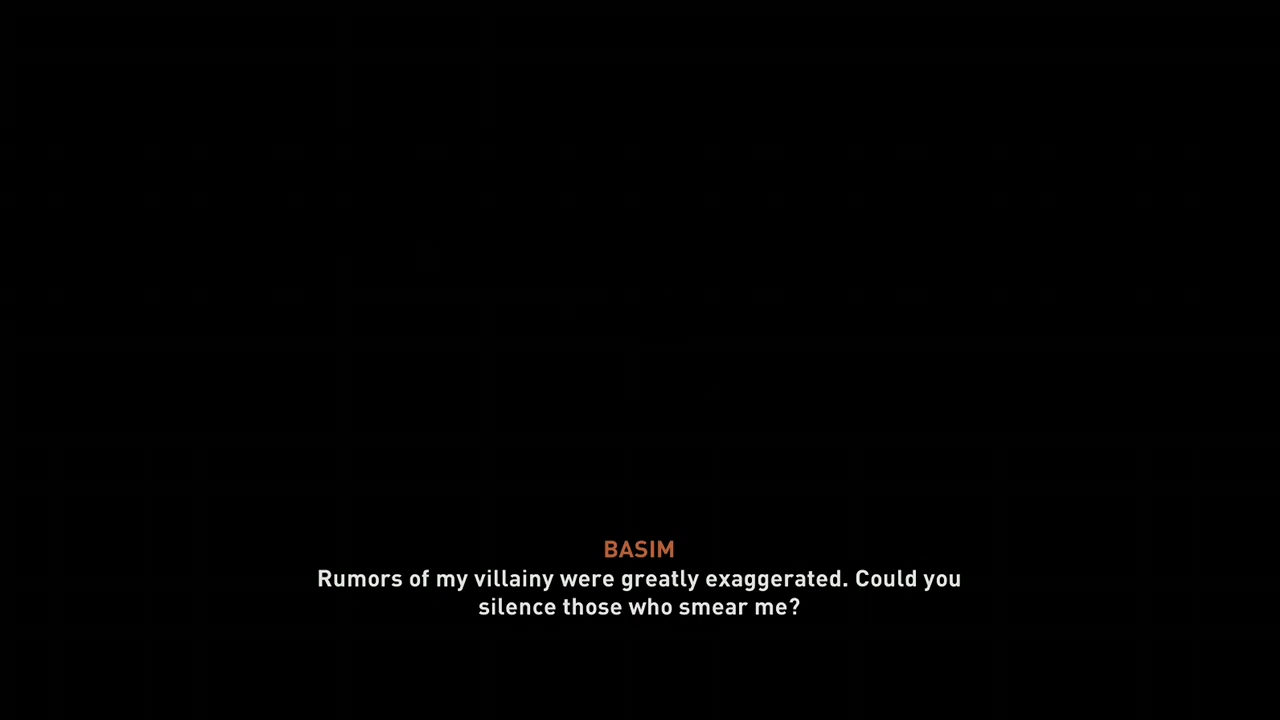 BASIM
Rumors of my villainy were greatly exaggerated. Could you
silence those who smear me?